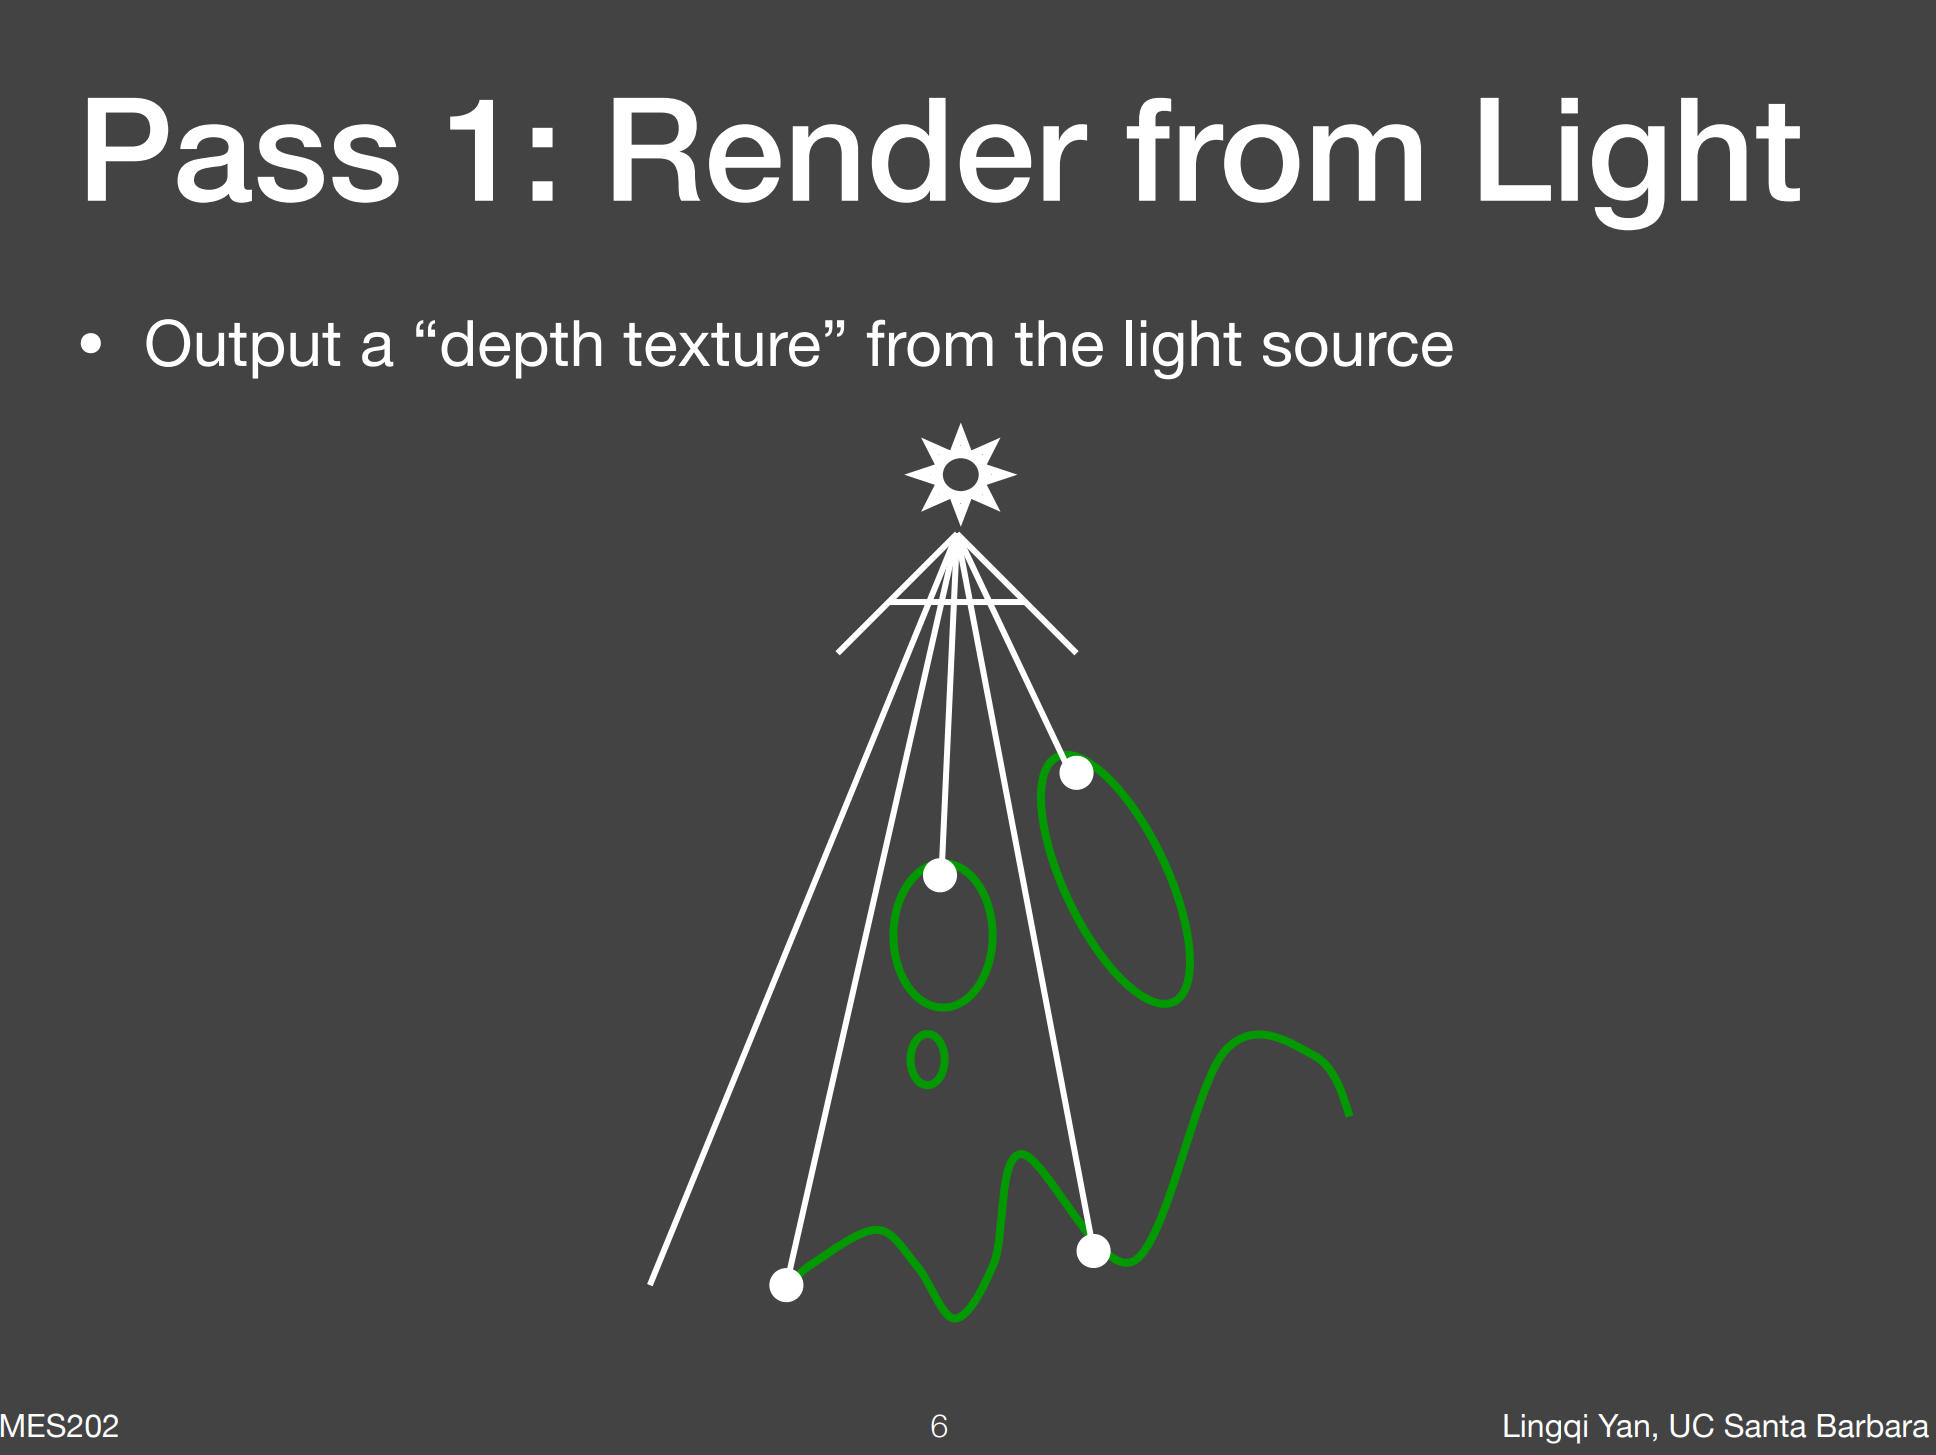 Pass 1: Render from Light
• Output a “depth texture” from the light source
MES202
6
Lingqi Yan, UC Santa Barbara